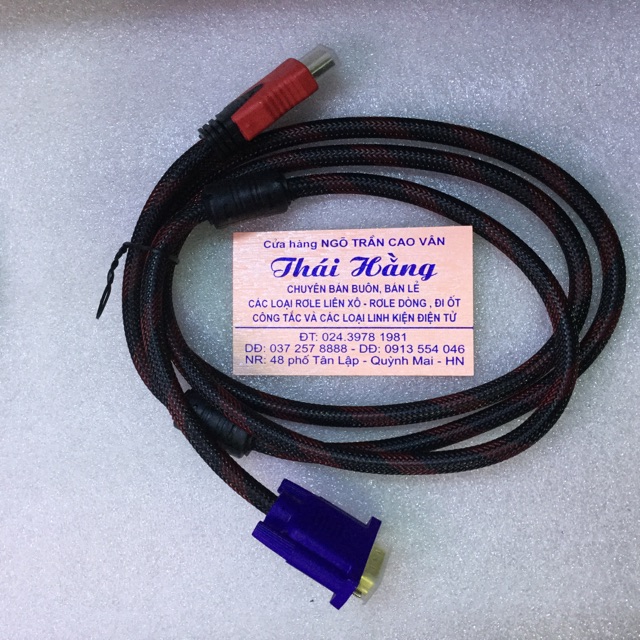 Cửa hàng NGÕ TRẦN CAO VÂN
Thái Hằng
CHUYÊN BÁN BUÔN, BÁN LẺ
CÁC LOẠI RƠLE LIÊN XÔ - RƠLE DÒNG , ĐI ỐT
CÔNG TẮC VÀ CÁC LOẠI LINH KIỆN ĐIỆN TỬ
ĐT: 024.3978 1981
DĐ: 037 257 8888 - DĐ: 0913 554 046
NR: 48 phố Tân Lập - Quỳnh Mai - HN